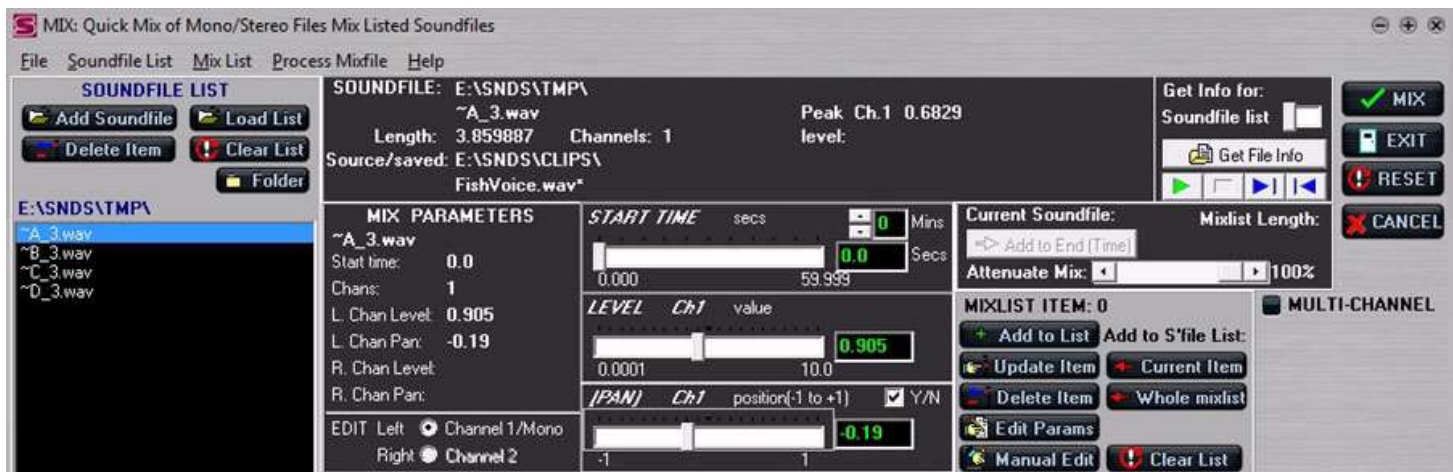 MIX: Quick Mix of Mono/Stereo Files Mix Listed Soundfiles
File Soundfile List Mix List Process Mixfile Help
SOUNDFILE LIST
Add Soundfile Load List
Delete Item Clear List
Folder
E:\SNDS\TMP\
~A_3.wav
~B_3.wav
~C_3.wav
~D_3.wav
SOUNDFILE: E:\SNDS\TMP\
~A_3.wav Peak Ch.1 0.6829
Length: 3.859887 Channels: 1 level:
Source/saved: E:\SNDS\CLIPS\
FishVoice.wav*
Get Info for:
Soundfile list
Get File Info
MIX
EXIT
RESET
CANCEL
MIX PARAMETERS
~A_3.wav
Start time: 0.0
Chans: 1
L. Chan Level: 0.905
L. Chan Pan: -0.19
R. Chan Level:
R. Chan Pan:
EDIT Left Channel 1/Mono
Right Channel 2
START TIME secs 0 Mins
0.0 Secs
0.000 59.999
LEVEL Ch1 value
0.905
0.0001 10.0
[PAN] Ch1 position(-1 to +1) Y/N
-0.19
-1 1
Current Soundfile: Mixlist Length:
Add to End (Time)
Attenuate Mix: 100%
MIXLIST ITEM: 0
Add to List Add to S'file List:
Update Item Current Item
Delete Item Whole mixlist
Edit Params
Manual Edit Clear List
MULTI-CHANNEL